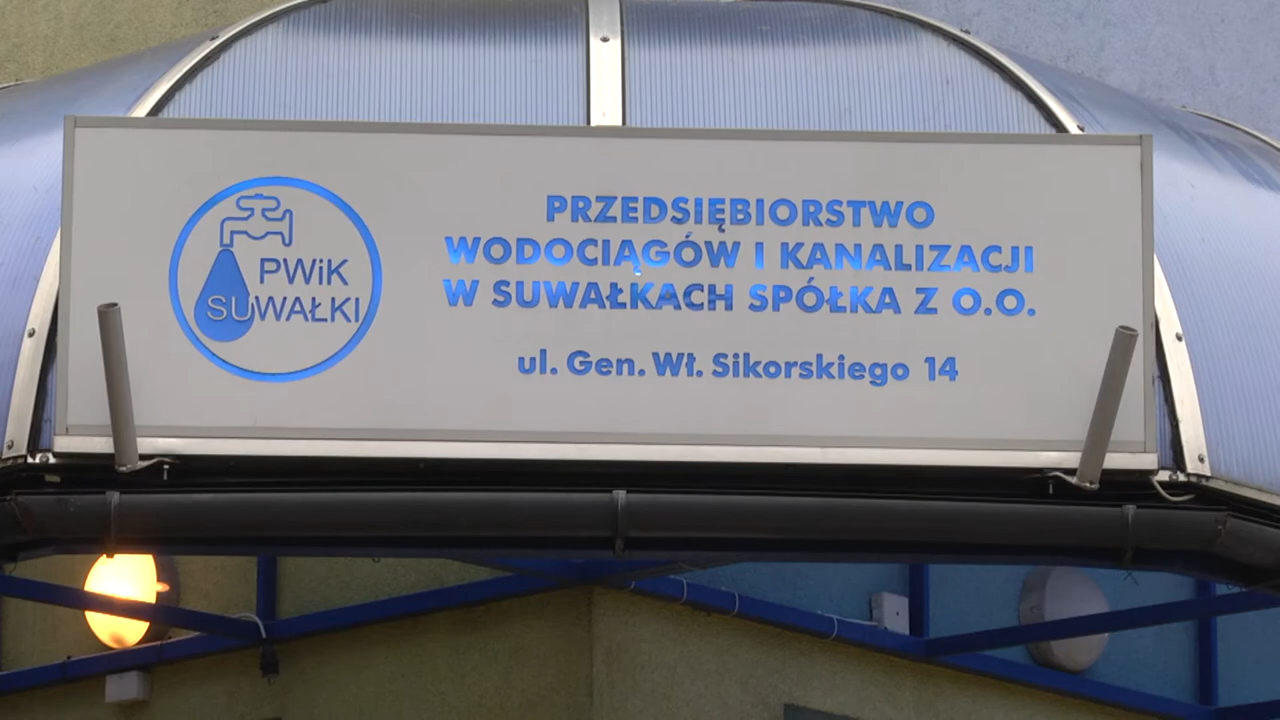 PWiK
SUWAŁKI
PRZEDSIĘBIORSTWO
WODOCIĄGÓW I KANALIZACJI
W SUWAŁKACH SPÓŁKA Z O.O.
ul. Gen. Wł. Sikorskiego 14